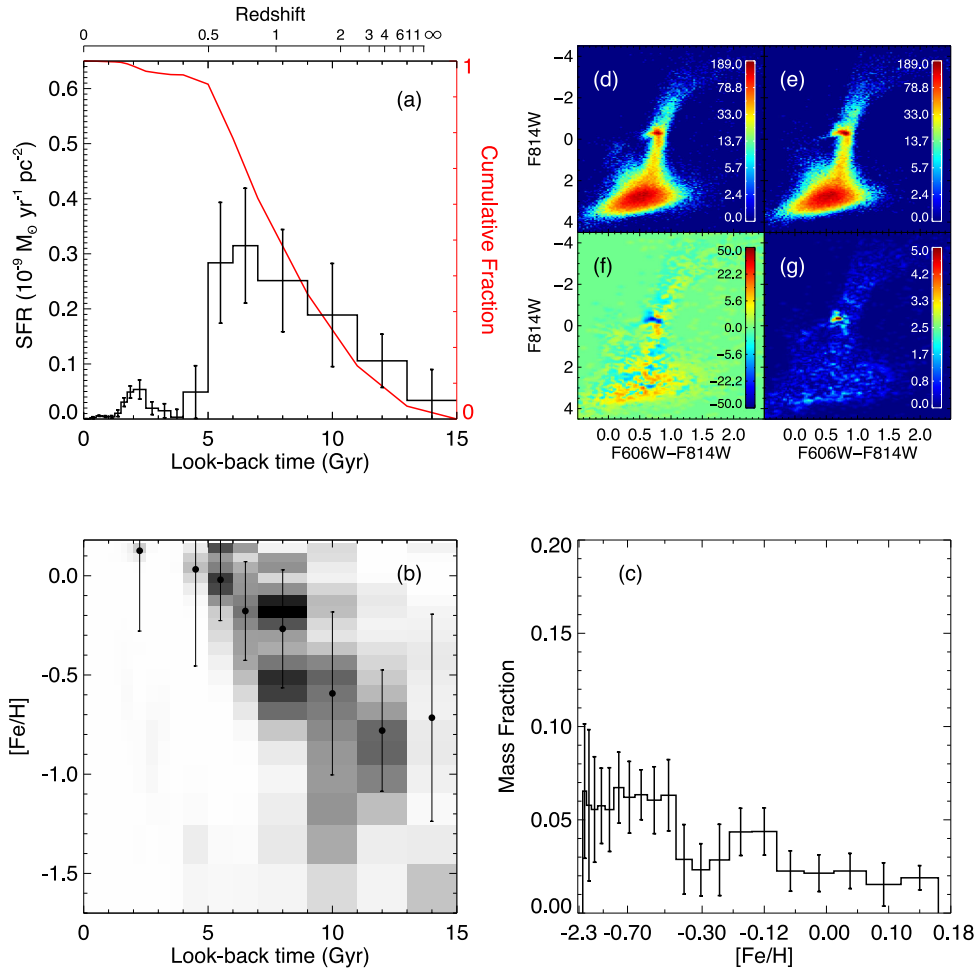 Redshift
0 0.5 1 2 3 4 6 11 ∞
(a)
SFR (10⁻⁹ M☉ yr⁻¹ pc⁻²)
0.6
0.5
0.4
0.3
0.2
0.1
0.0
1
0
Cumulative Fraction
0 5 10 15
Look-back time (Gyr)
(d)
189.0
78.8
33.0
13.7
5.7
2.4
0.0
(e)
189.0
78.8
33.0
13.7
5.7
2.4
0.0
F814W
−4
−2
0
2
4
(f)
50.0
22.6
5.6
0.0
−5.6
−22.5
−50.0
(g)
5.0
4.2
3.3
2.5
1.7
0.8
0.0
F814W
−4
−2
0
2
4
0.0 0.5 1.0 1.5 2.0
F606W−F814W
0.0 0.5 1.0 1.5 2.0
F606W−F814W
(b)
[Fe/H]
0.0
-0.5
-1.0
-1.5
0 5 10 15
Look-back time (Gyr)
(c)
Mass Fraction
0.20
0.15
0.10
0.05
0.00
-2.3 -0.70 -0.30 -0.12 0.00 0.10 0.18
[Fe/H]